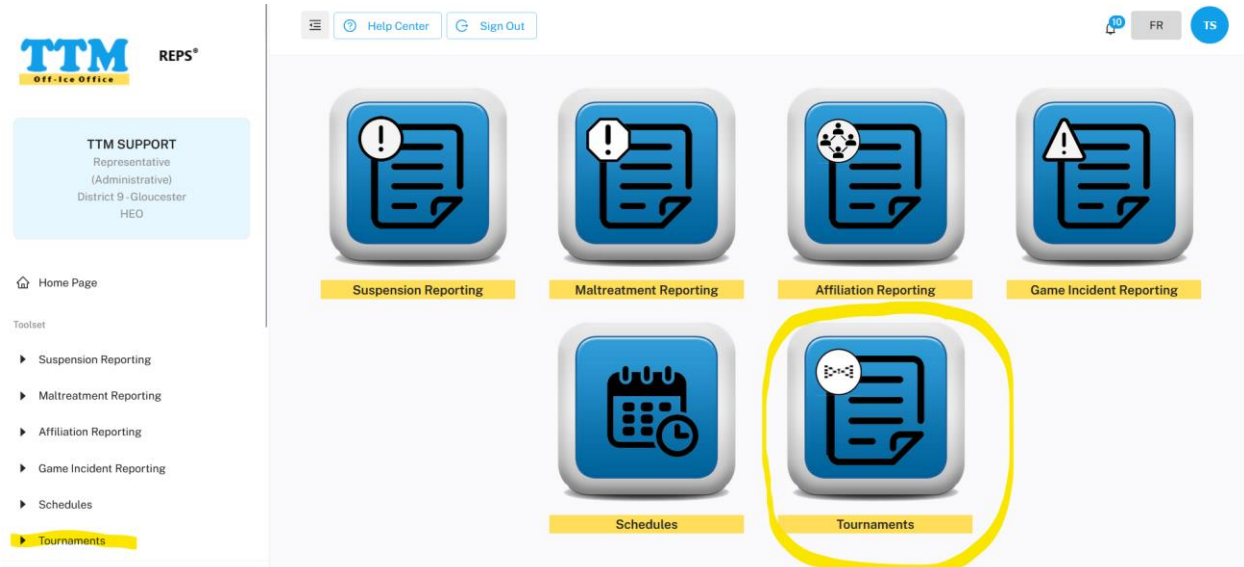 TTM
Off-Ice Office
REPS®
TTM SUPPORT
Representative
(Administrative)
District 9 - Gloucester
HEO
Home Page
Toolset
Suspension Reporting
Maltreatment Reporting
Affiliation Reporting
Game Incident Reporting
Schedules
Tournaments
Help Center
Sign Out
10
FR
TS
Suspension Reporting
Maltreatment Reporting
Affiliation Reporting
Game Incident Reporting
Schedules
Tournaments